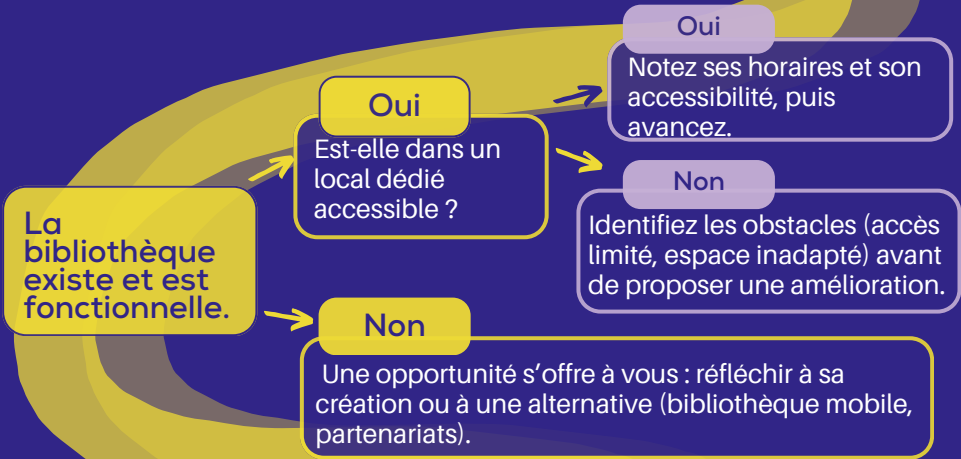 La
bibliothèque
existe et est
fonctionnelle.
Oui
Est-elle dans un
local dédié
accessible ?
Oui
Notez ses horaires et son
accessibilité, puis
avancez.
Non
Identifiez les obstacles (accès
limité, espace inadapté) avant
de proposer une amélioration.
Non
Une opportunité s’offre à vous : réfléchir à sa
création ou à une alternative (bibliothèque mobile,
partenariats).